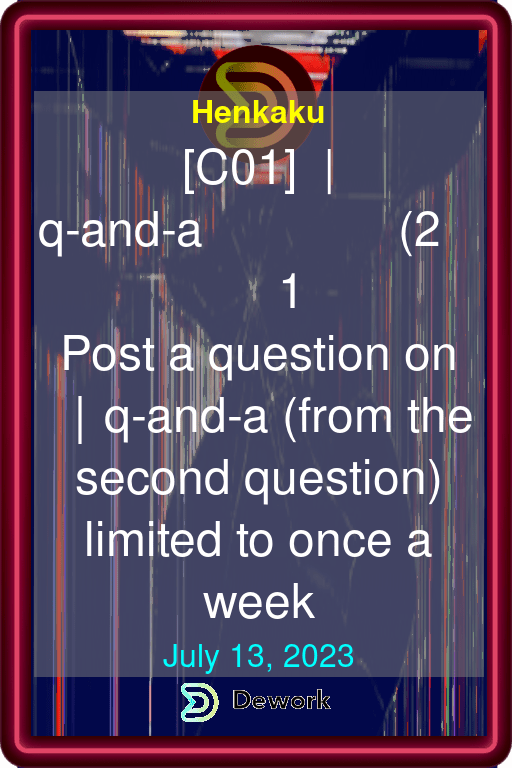 Henkaku
[C01] |
q-and-a (2
1
Post a question on
| q-and-a (from the
second question)
limited to once a
week
July 13, 2023
Dework